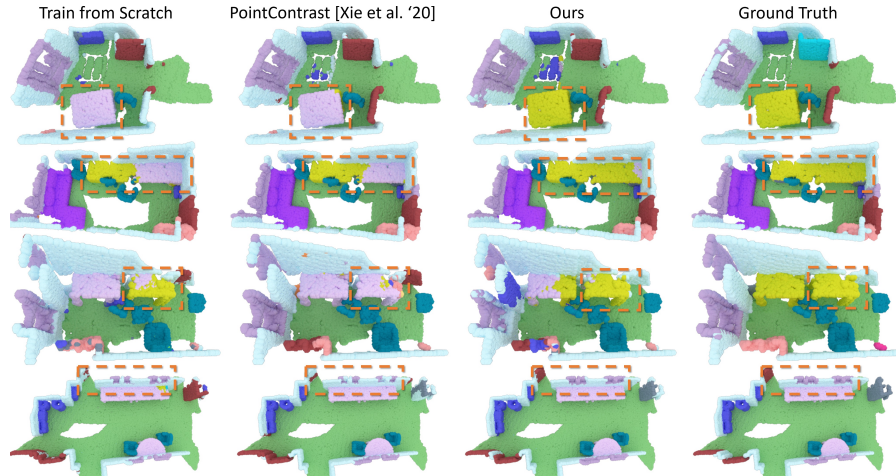 Train from Scratch
PointContrast [Xie et al. ‘20]
Ours
Ground Truth